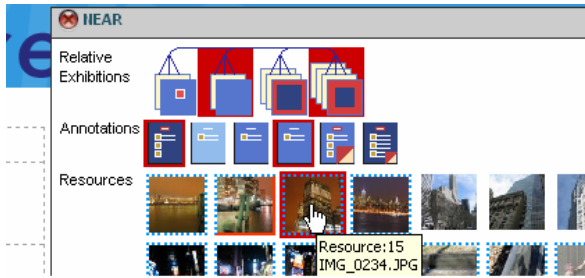 NEAR
Relative
Exhibitions
Annotations
Resources
Resource:15
IMG_0234.JPG